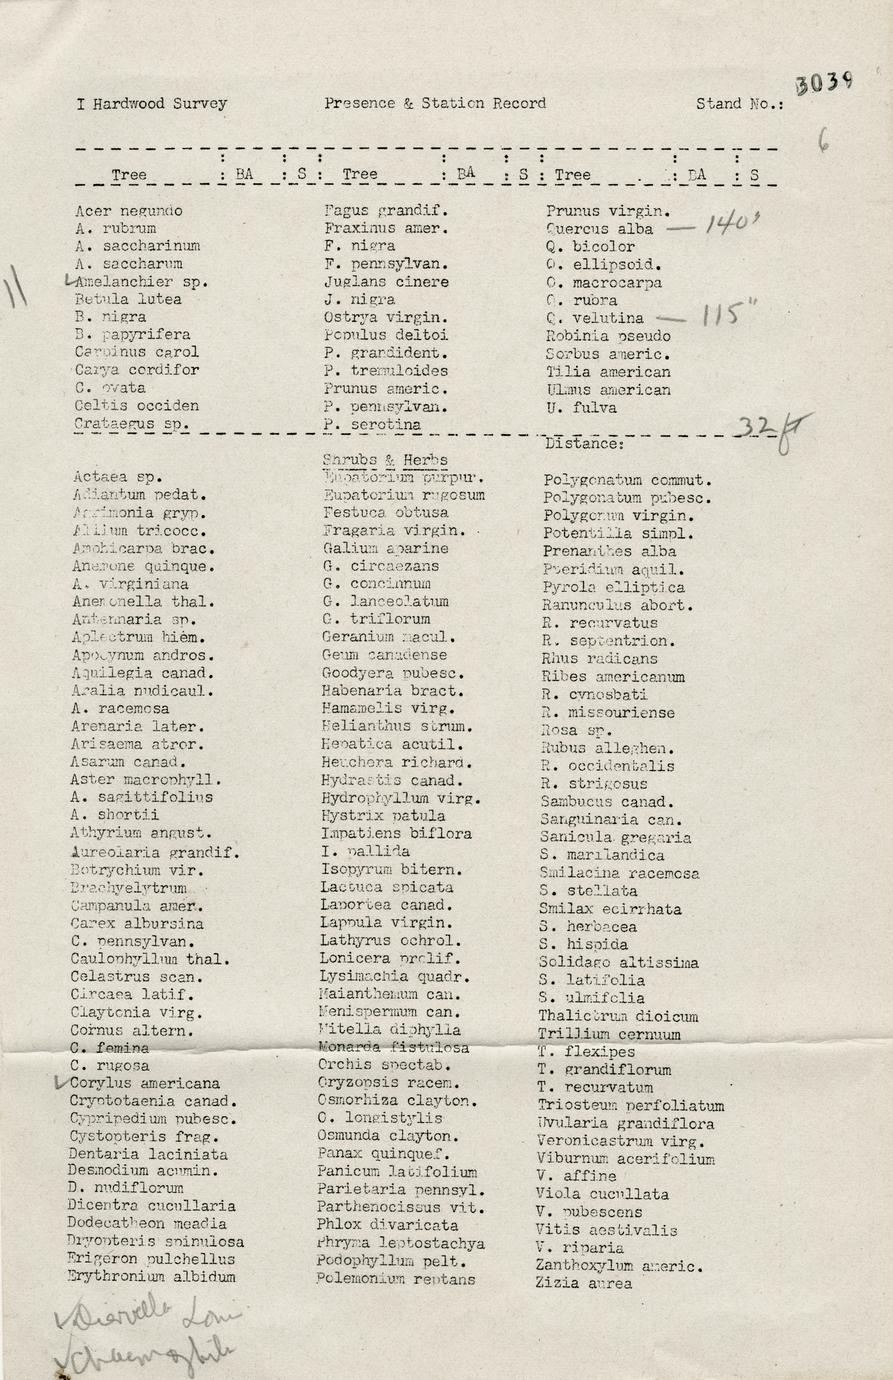 3039
I Hardwood Survey Presence & Station Record Stand No.:
6
Tree : BA : S : Tree : BA : S : Tree : BA : S
Acer negundo Fagus grandif. Prunus virgin.
A. rubrum Fraxinus amer. Quercus alba — 140"
A. saccharinum F. nigra Q. bicolor
A. saccharum F. pennsylvan. Q. ellipsoid.
✓Amelanchier sp. Juglans cinere Q. macrocarpa
\\ Betula lutea J. nigra Q. rubra
B. nigra Ostrya virgin. Q. velutina — 115"
B. papyrifera Populus deltoi Robinia pseudo
Carpinus carol P. grandident. Sorbus americ.
Carya cordifor P. tremuloides Tilia american
C. ovata Prunus americ. Ulmus american
Celtis occiden P. pennsylvan. U. fulva
Crataegus sp. P. serotina
Distance: 32 ft
Shrubs & Herbs
Actaea sp. Eupatorium purpur. Polygonatum commut.
Adiantum pedat. Eupatorium rugosum Polygonatum pubesc.
Agrimonia gryp. Festuca obtusa Polygonum virgin.
Allium tricocc. Fragaria virgin. Potentilla simpl.
Amphicarpa brac. Galium aparine Prenanthes alba
Anemone quinque. G. circaezans Pteridium aquil.
A. virginiana G. concinnum Pyrola elliptica
Anemonella thal. G. lanceolatum Ranunculus abort.
Antennaria sp. G. triflorum R. recurvatus
Aplectrum hiem. Geranium macul. R. septentrion.
Apocynum andros. Geum canadense Rhus radicans
Aquilegia canad. Goodyera pubesc. Ribes americanum
Aralia nudicaul. Habenaria bract. R. cynosbati
A. racemosa Hamamelis virg. R. missouriense
Arenaria later. Helianthus strum. Rosa sp.
Arisaema atror. Hepatica acutil. Rubus alleghen.
Asarum canad. Heuchera richard. R. occidentalis
Aster macrophyll. Hydrastis canad. R. strigosus
A. sagittifolius Hydrophyllum virg. Sambucus canad.
A. shortii Hystrix patula Sanguinaria can.
Athyrium angust. Impatiens biflora Sanicula gregaria
Aureolaria grandif. I. pallida S. marilandica
Botrychium vir. Isopyrum bitern. Smilacina racemosa
Brachyelytrum Lactuca spicata S. stellata
Campanula amer. Laportea canad. Smilax ecirrhata
Carex albursina Lappula virgin. S. herbacea
C. pennsylvan. Lathyrus ochrol. S. hispida
Caulophyllum thal. Lonicera prolif. Solidago altissima
Celastrus scan. Lysimachia quadr. S. latifolia
Circaea latif. Maianthemum can. S. ulmifolia
Claytonia virg. Menispermum can. Thalictrum dioicum
Cornus altern. Mitella diphylla Trillium cernuum
C. femina Monarda fistulosa T. flexipes
C. rugosa Orchis spectab. T. grandiflorum
✓Corylus americana Oryzopsis racem. T. recurvatum
Cryptotaenia canad. Osmorhiza clayton. Triosteum perfoliatum
Cypripedium pubesc. O. longistylis Uvularia grandiflora
Cystopteris frag. Osmunda clayton. Veronicastrum virg.
Dentaria laciniata Panax quinquef. Viburnum acerifolium
Desmodium acumin. Panicum latifolium V. affine
D. nudiflorum Parietaria pennsyl. Viola cucullata
Dicentra cucullaria Parthenocissus vit. V. pubescens
Dodecatheon meadia Phlox divaricata Vitis aestivalis
Dryopteris spinulosa Phryma leptostachya V. riparia
Erigeron pulchellus Podophyllum pelt. Zanthoxylum americ.
Erythronium albidum Polemonium reptans Zizia aurea
✓Diervilla Loni